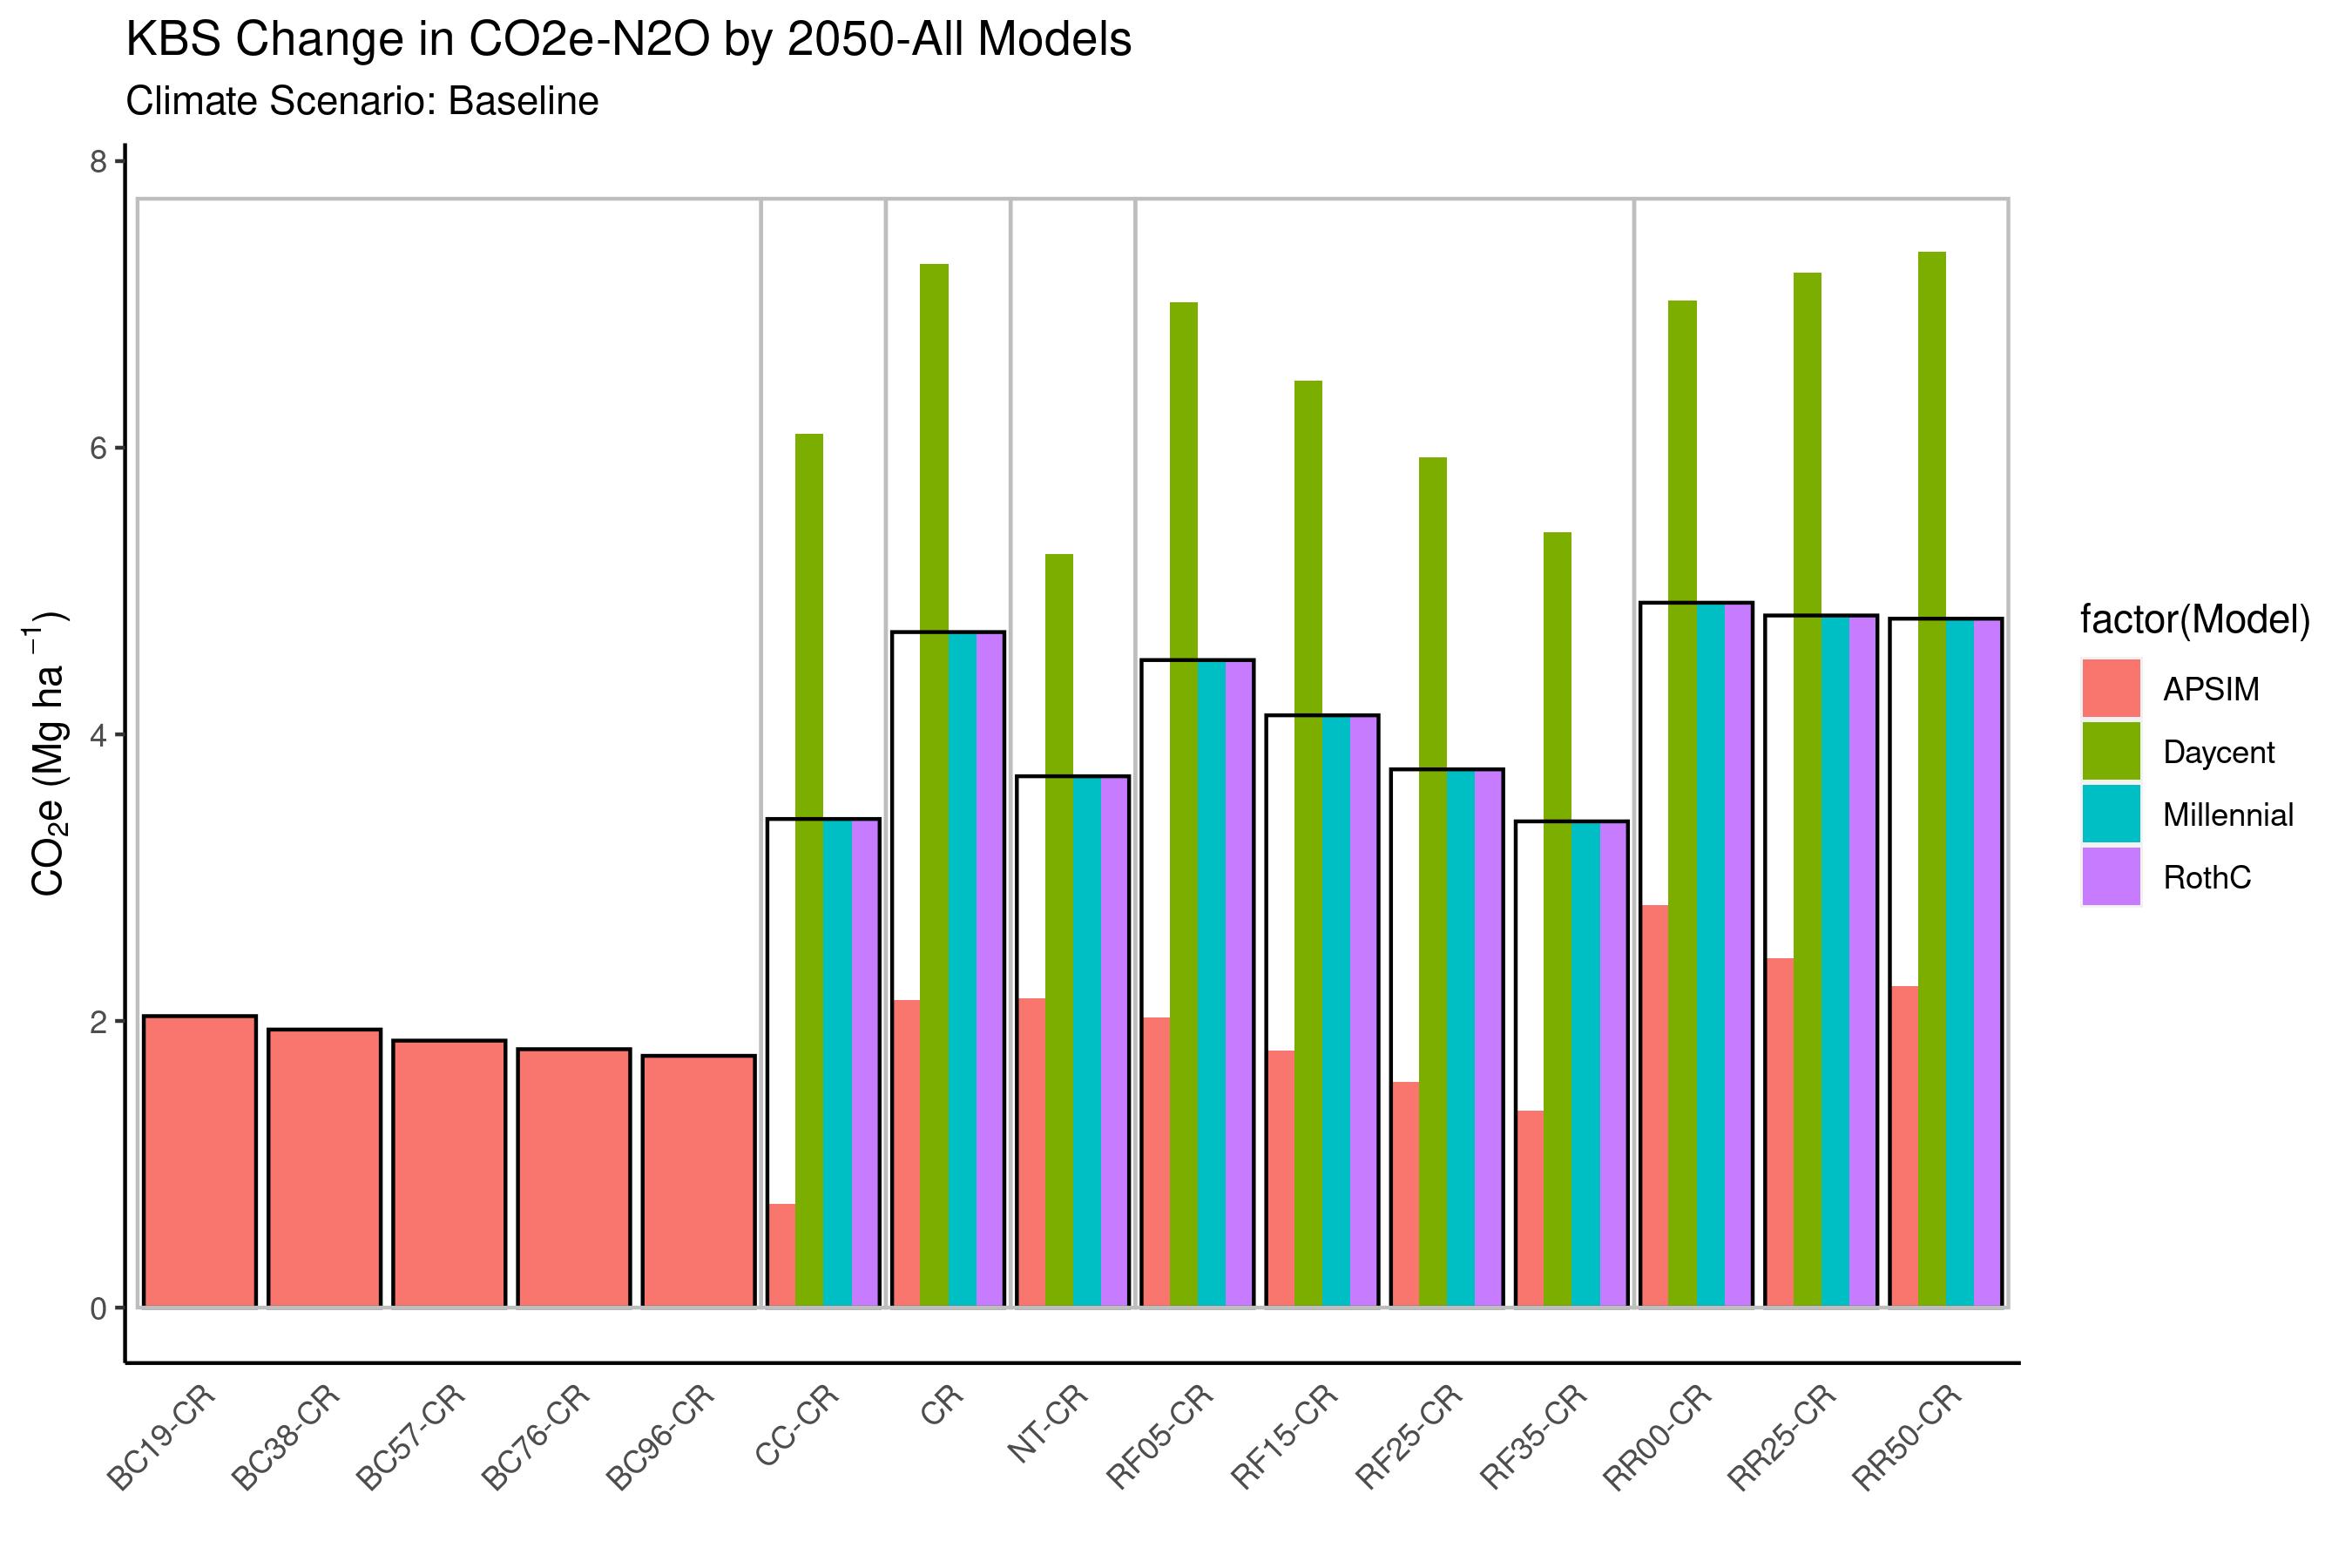 KBS Change in CO2e-N2O by 2050-All Models
Climate Scenario: Baseline
8
6
4
2
0
CO₂e (Mg ha ⁻¹)
BC19-CR
BC38-CR
BC57-CR
BC76-CR
BC96-CR
CC-CR
CR
NT-CR
RF05-CR
RF15-CR
RF25-CR
RF35-CR
RR00-CR
RR25-CR
RR50-CR
factor(Model)
APSIM
Daycent
Millennial
RothC